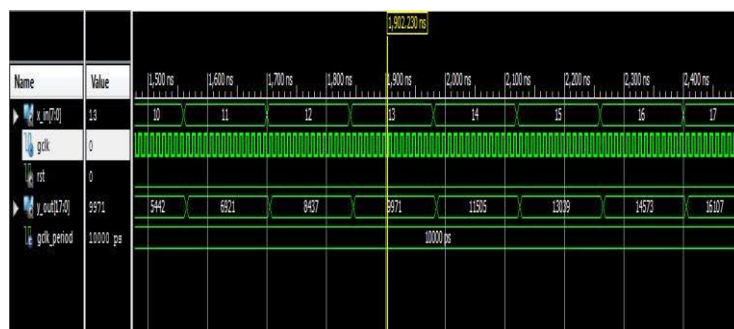 1,902.230 ns
Name Value
1,500 ns 1,600 ns 1,700 ns 1,800 ns 1,900 ns 2,000 ns 2,100 ns 2,200 ns 2,300 ns 2,400 ns
x_in[7:0] 13 10 11 12 13 14 15 16 17
gclk 0
rst 0
y_out[17:0] 9971 5442 6921 8437 9971 11505 13039 14573 16107
gclk_period 10000 ps 10000 ps